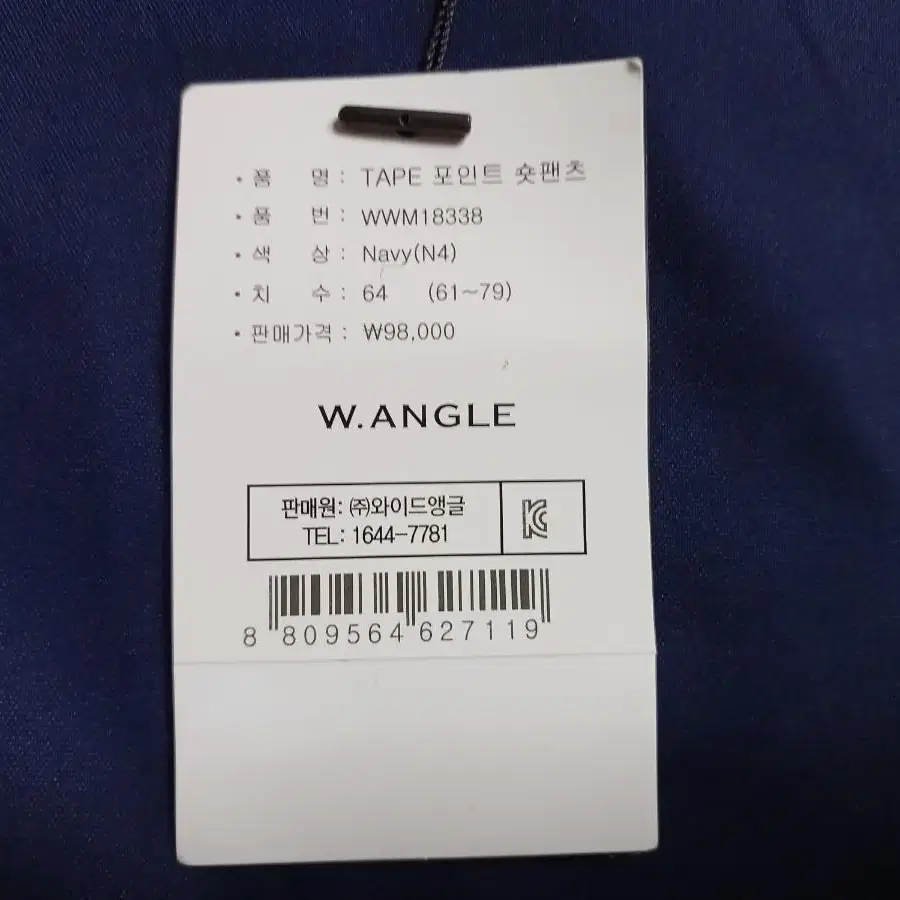 • 품 명 : TAPE 포인트 숏팬츠
• 품 번 : WWM18338
• 색 상 : Navy(N4)
• 치 수 : 64 (61~79)
• 판매가격 : ₩98,000
W.ANGLE
판매원: ㈜와이드앵글
TEL: 1644-7781
KC
8 809564 627119